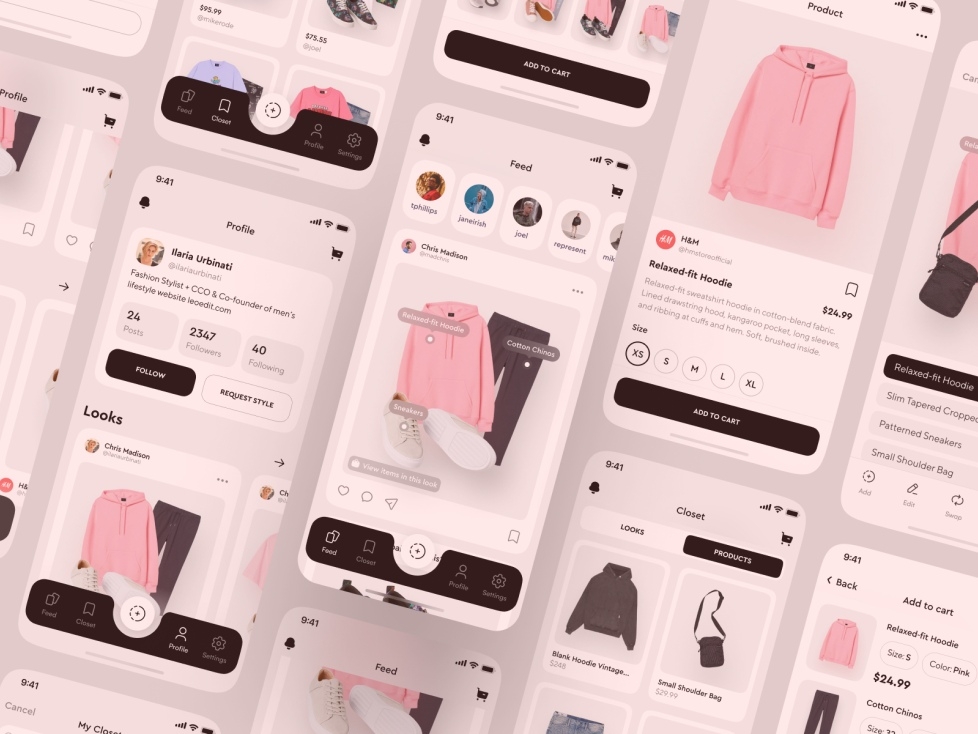 $95.99
@mikerode
$75.55
@joel
Feed
Closet
Profile
Settings
ADD TO CART
Product
H&M
@hmstoreofficial
Relaxed-fit Hoodie
$24.99
Relaxed-fit sweatshirt hoodie in cotton-blend fabric.
Lined drawstring hood, kangaroo pocket, long sleeves,
and ribbing at cuffs and hem. Soft, brushed inside.
Size
XS
S
M
L
XL
ADD TO CART
Profile
9:41
Profile
Ilaria Urbinati
@ilariaurbinati
Fashion Stylist + CCO & Co-founder of men's
lifestyle website leoedit.com
24
Posts
2347
Followers
40
Following
FOLLOW
REQUEST STYLE
Looks
Chris Madison
@ilariaurbinati
Feed
Closet
Profile
Settings
9:41
Feed
tphillips
janeirish
joel
represent
Chris Madison
@madchris
Relaxed-fit Hoodie
Cotton Chinos
Sneakers
View items in this look
Feed
Closet
Profile
Settings
Relaxed-fit Hoodie
Slim Tapered Cropped
Patterned Sneakers
Small Shoulder Bag
Add
Edit
Swap
9:41
Closet
LOOKS
PRODUCTS
Blank Hoodie Vintage...
$248
Small Shoulder Bag
$29.99
9:41
Back
Add to cart
Relaxed-fit Hoodie
Size: S
Color: Pink
$24.99
Cotton Chinos
Size: 32
9:41
Feed
9:41
Cancel
My Closet
H&M